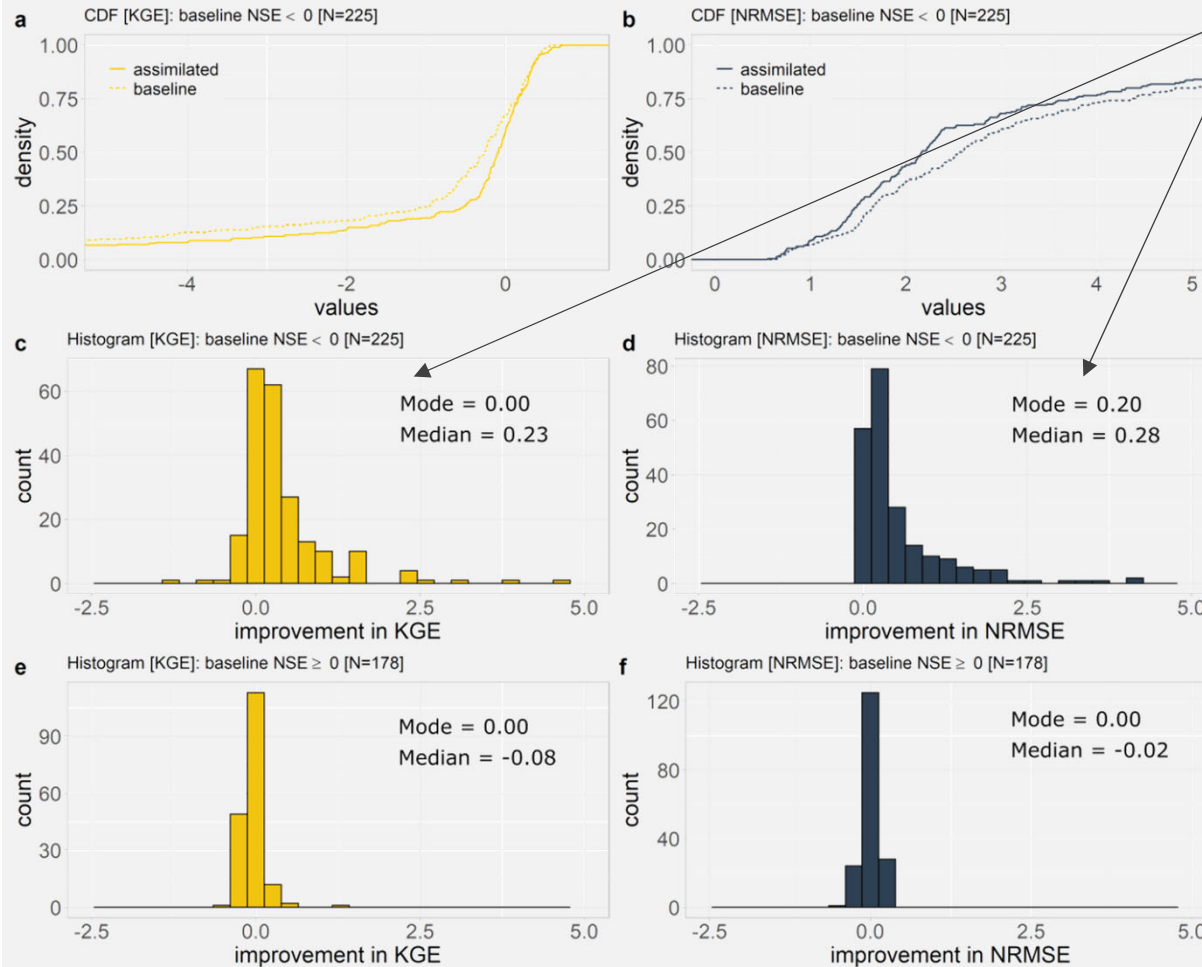 a CDF [KGE]: baseline NSE < 0 [N=225]
1.00
0.75
0.50
0.25
0.00
density
assimilated
baseline
-4 -2 0
values
b CDF [NRMSE]: baseline NSE < 0 [N=225]
1.00
0.75
0.50
0.25
0.00
density
assimilated
baseline
0 1 2 3 4 5
values
c Histogram [KGE]: baseline NSE < 0 [N=225]
60
40
20
0
count
Mode = 0.00
Median = 0.23
-2.5 0.0 2.5 5.0
improvement in KGE
d Histogram [NRMSE]: baseline NSE < 0 [N=225]
80
60
40
20
0
count
Mode = 0.20
Median = 0.28
-2.5 0.0 2.5 5.0
improvement in NRMSE
e Histogram [KGE]: baseline NSE ≥ 0 [N=178]
90
60
30
0
count
Mode = 0.00
Median = -0.08
-2.5 0.0 2.5 5.0
improvement in KGE
f Histogram [NRMSE]: baseline NSE ≥ 0 [N=178]
120
80
40
0
count
Mode = 0.00
Median = -0.02
-2.5 0.0 2.5 5.0
improvement in NRMSE